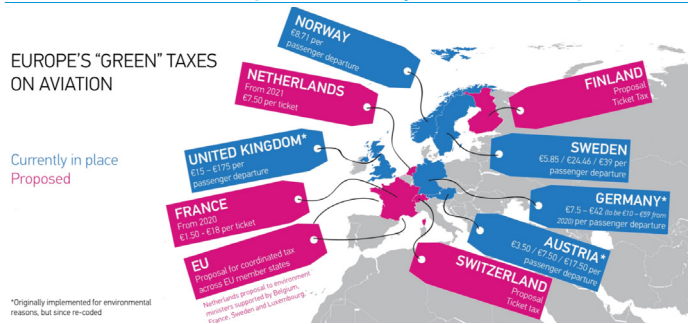 EUROPE'S "GREEN" TAXES
ON AVIATION
Currently in place
Proposed
NORWAY
€8.71 per
passenger departure
NETHERLANDS
From 2021
€7.50 per ticket
UNITED KINGDOM*
€15 – €175 per
passenger departure
FRANCE
From 2020
€1.50 - €18 per ticket
EU
Proposal for coordinated tax
across EU member states
Netherlands proposal to environment
ministers supported by Belgium,
France, Sweden and Luxembourg.
FINLAND
Proposal
Ticket Tax
SWEDEN
€5.85 / €24.46 / €39 per
passenger departure
GERMANY*
€7.5 – €42 (to be €10 – €59 from
2020) per passenger departure
AUSTRIA*
€3.50 / €7.50 / €17.50 per
passenger departure
SWITZERLAND
Proposal
Ticket tax
*Originally implemented for environmental
reasons, but since re-coded